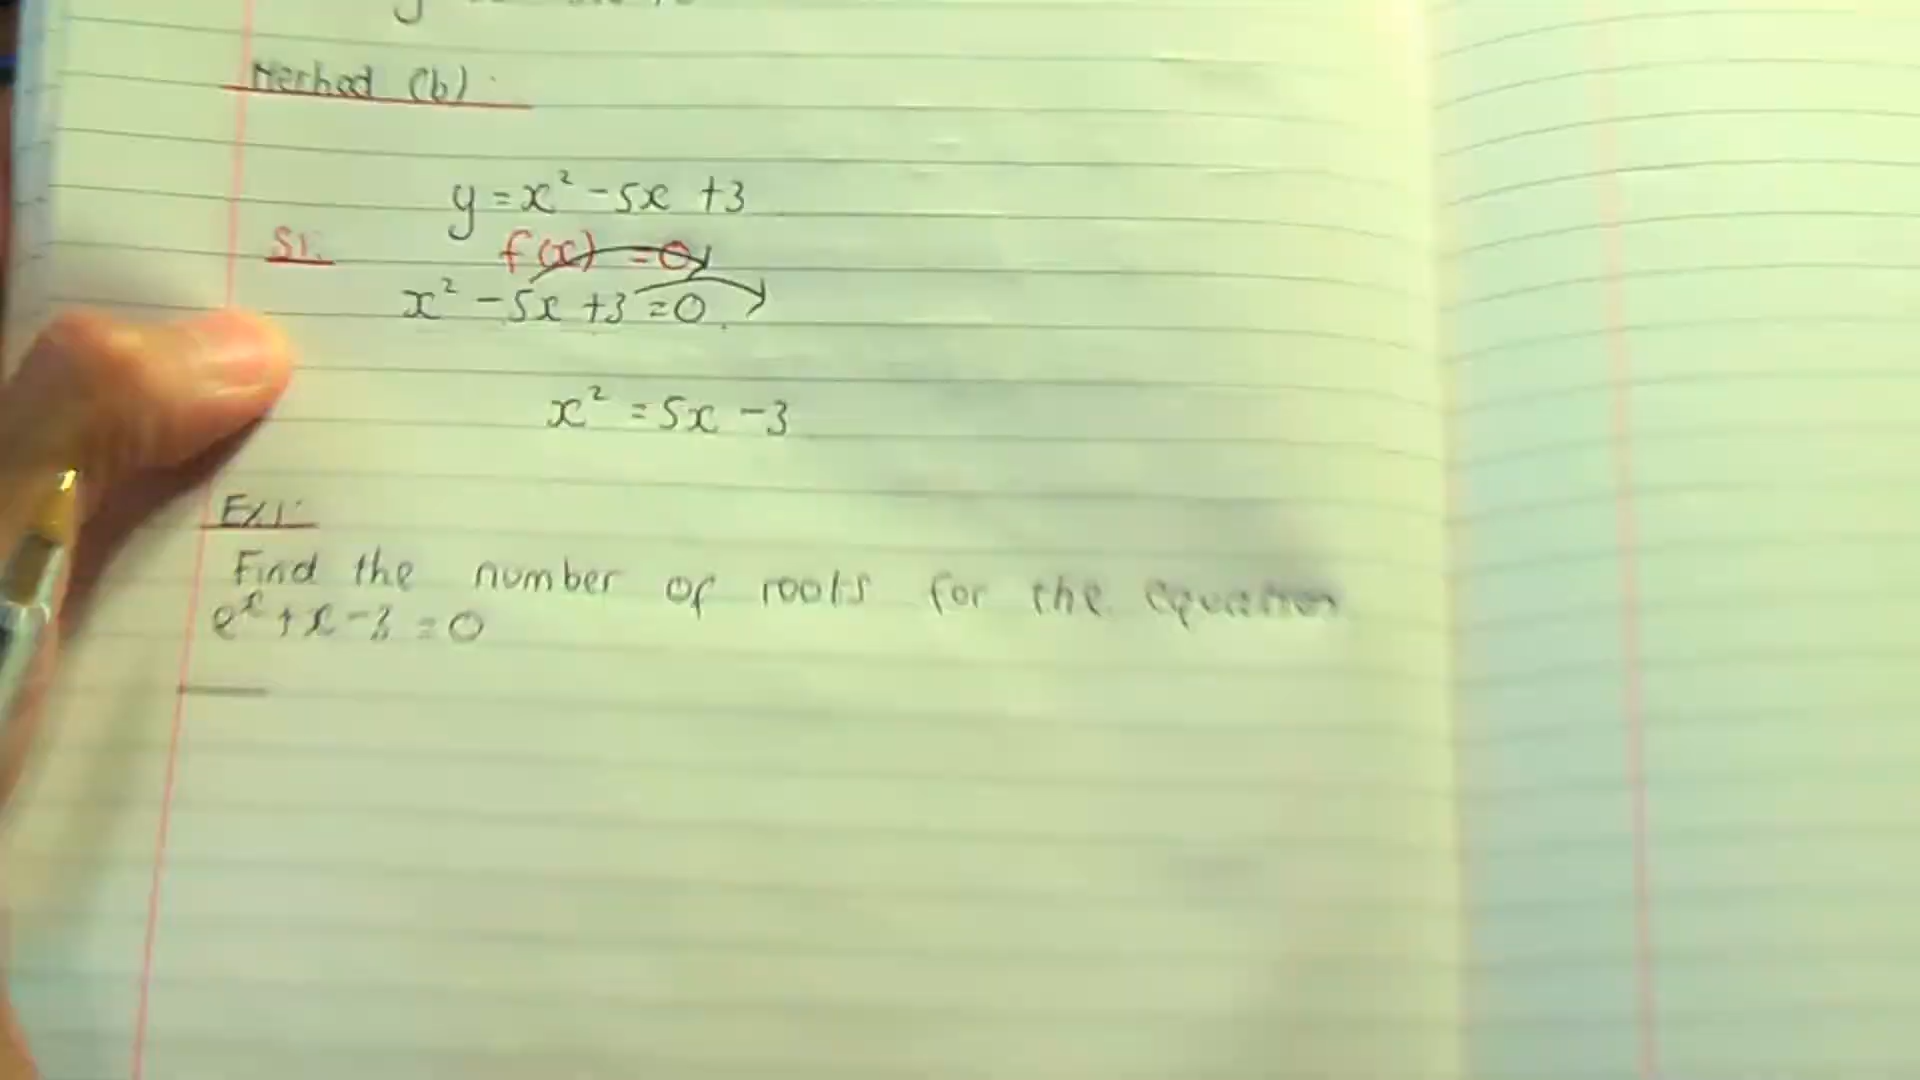 Method (b)
y = x² - 5x + 3
S1.
f(x) = 0
x² - 5x + 3 = 0
x² = 5x - 3
Ex1:
Find the number of roots for the equation
eˣ + x - 3 = 0